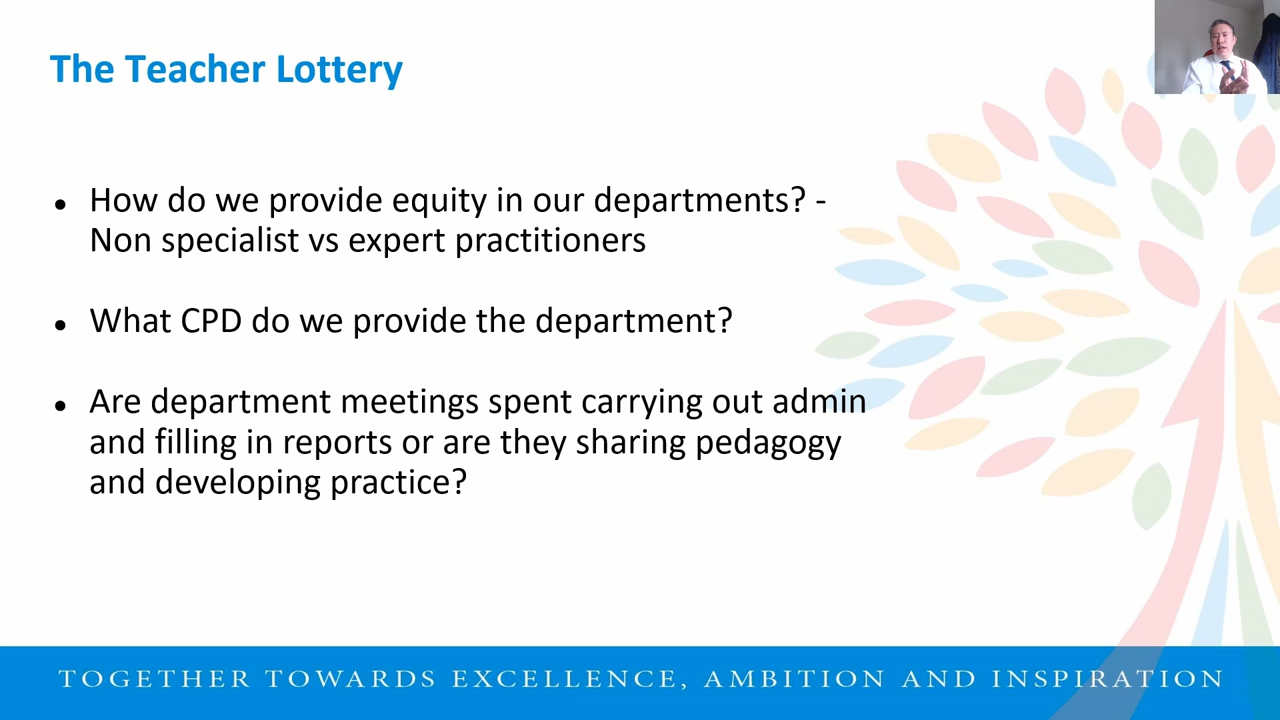 The Teacher Lottery
● How do we provide equity in our departments? -
Non specialist vs expert practitioners
● What CPD do we provide the department?
● Are department meetings spent carrying out admin
and filling in reports or are they sharing pedagogy
and developing practice?
TOGETHER TOWARDS EXCELLENCE, AMBITION AND INSPIRATION